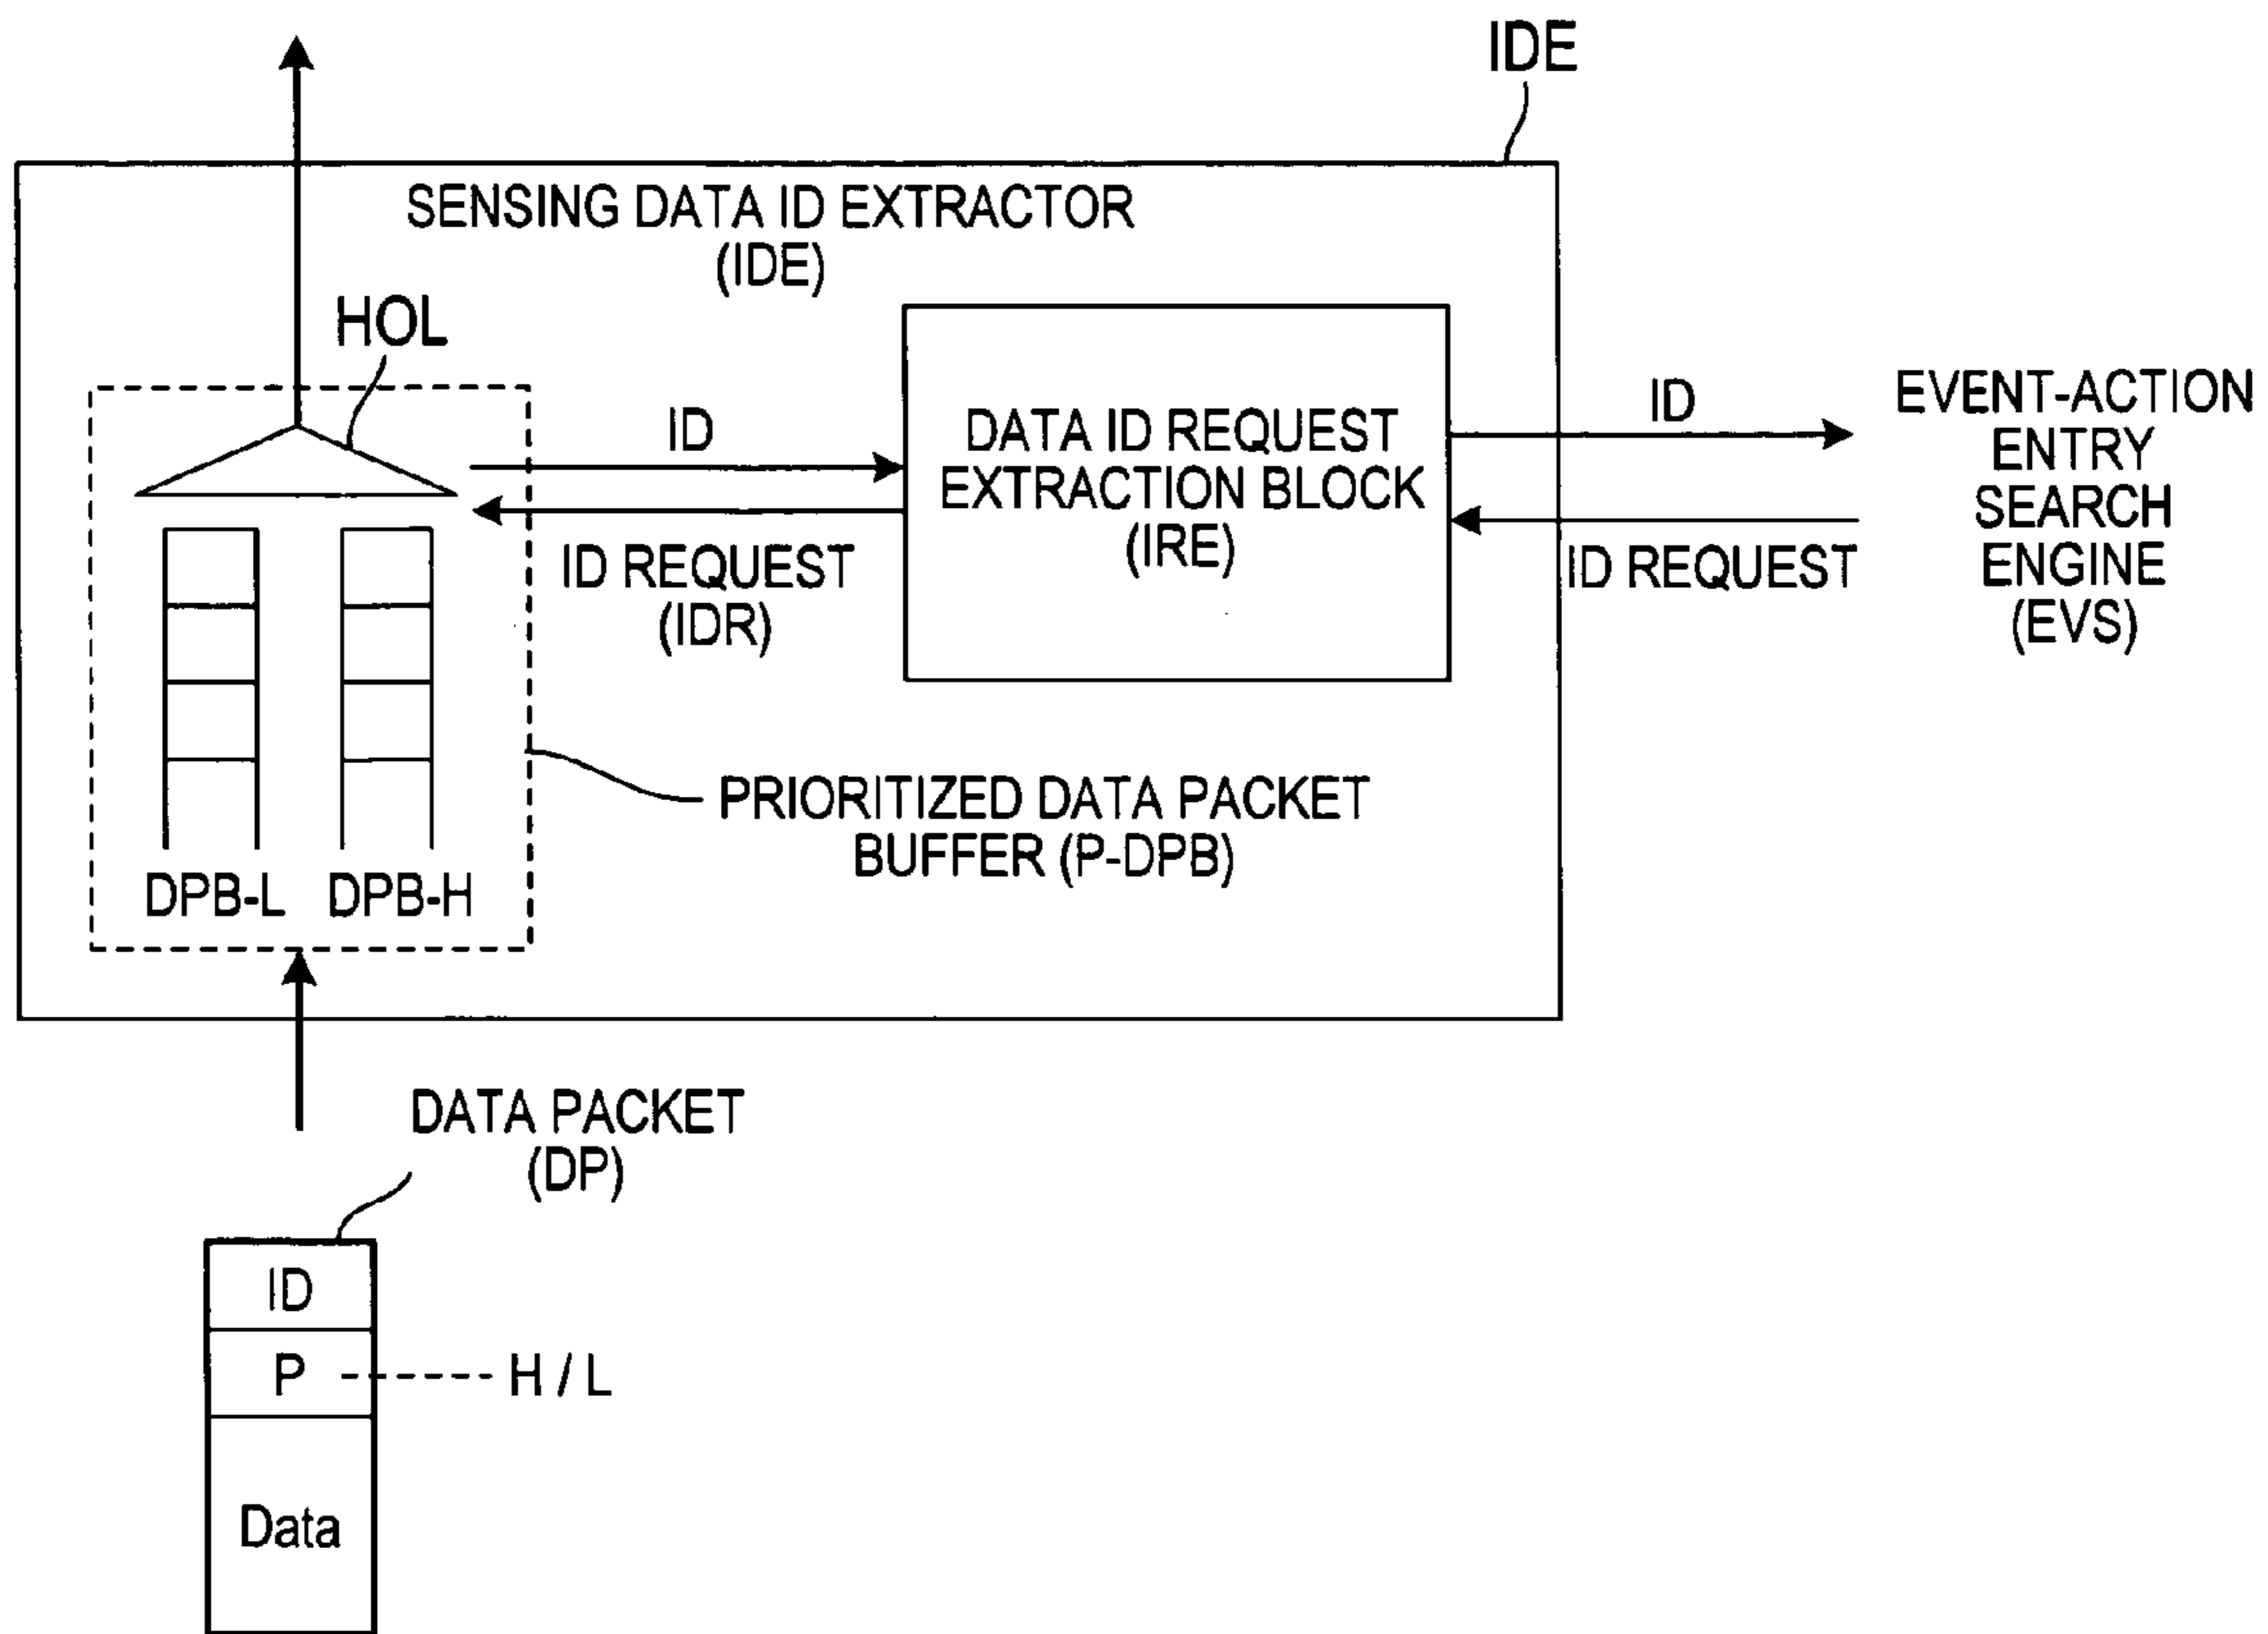 IDE
SENSING DATA ID EXTRACTOR
(IDE)
HOL
ID
DATA ID REQUEST
EXTRACTION BLOCK
(IRE)
ID REQUEST
(IDR)
ID
ID REQUEST
EVENT-ACTION
ENTRY
SEARCH
ENGINE
(EVS)
PRIORITIZED DATA PACKET
BUFFER (P-DPB)
DPB-L DPB-H
DATA PACKET
(DP)
ID
P
H / L
Data